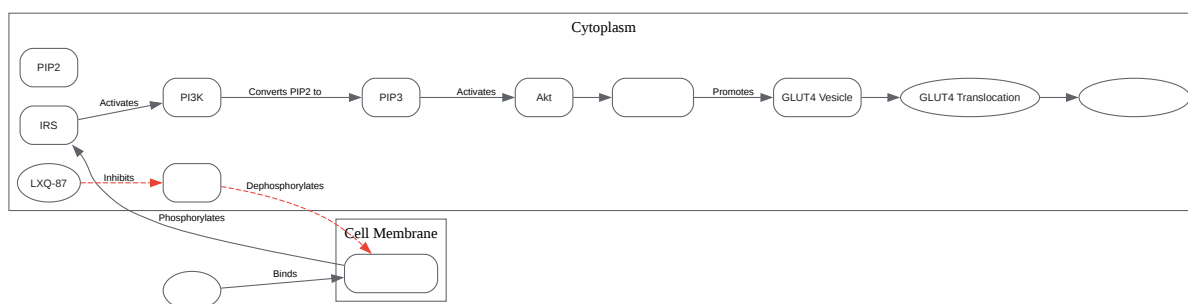 Cytoplasm
PIP2
Activates
PI3K
Converts PIP2 to
PIP3
Activates
Akt
Promotes
GLUT4 Vesicle
GLUT4 Translocation
IRS
LXQ-87
Inhibits
Dephosphorylates
Phosphorylates
Cell Membrane
Binds